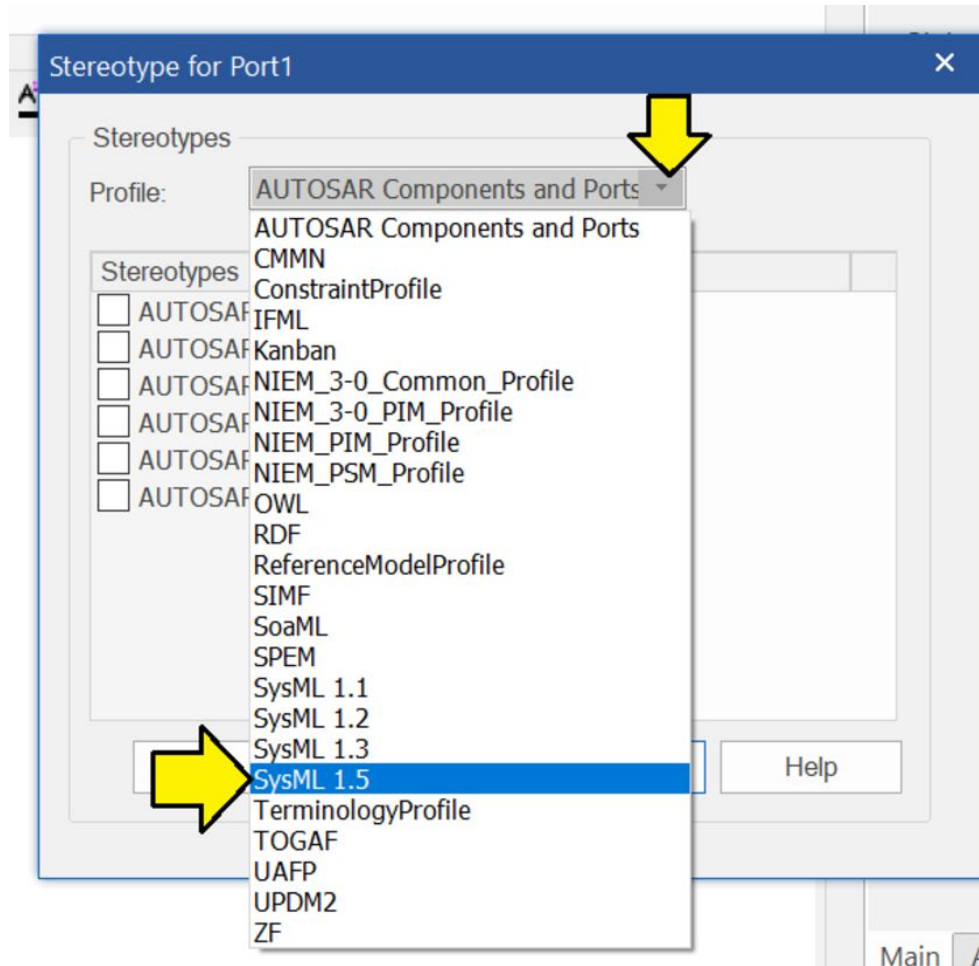 Stereotype for Port1
Stereotypes
Profile:
AUTOSAR Components and Ports
AUTOSAR Components and Ports
CMMN
Stereotypes
ConstraintProfile
AUTOSAR
IFML
AUTOSAR
Kanban
AUTOSAR
NIEM_3-0_Common_Profile
NIEM_3-0_PIM_Profile
AUTOSAR
NIEM_PIM_Profile
AUTOSAR
NIEM_PSM_Profile
AUTOSAR
OWL
RDF
ReferenceModelProfile
SIMF
SoaML
SPEM
SysML 1.1
SysML 1.2
SysML 1.3
SysML 1.5
Help
TerminologyProfile
TOGAF
UAFP
UPDM2
ZF
Main